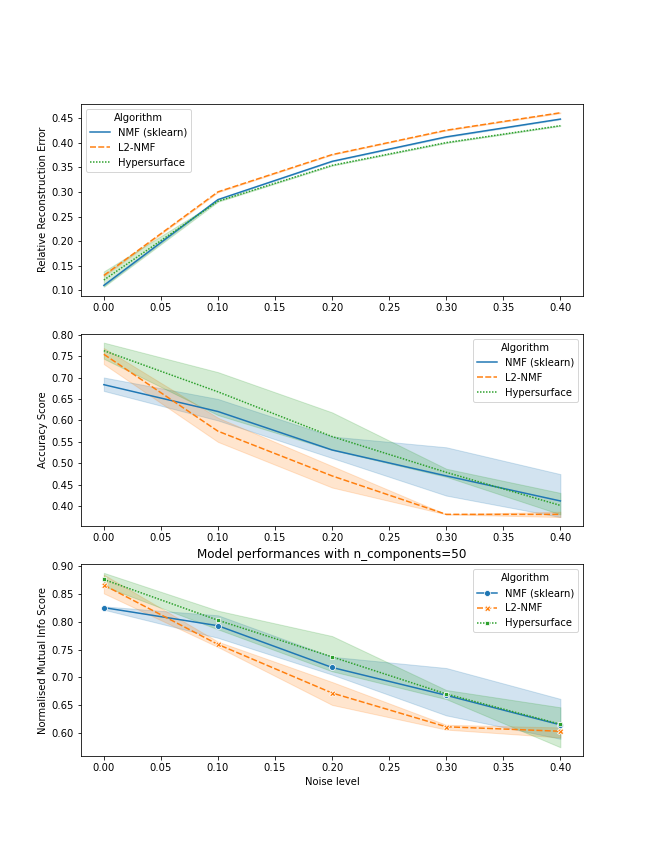 0.45
0.40
0.35
0.30
0.25
0.20
0.15
0.10
Relative Reconstruction Error
Algorithm
NMF (sklearn)
L2-NMF
Hypersurface
0.00 0.05 0.10 0.15 0.20 0.25 0.30 0.35 0.40
0.80
0.75
0.70
0.65
0.60
0.55
0.50
0.45
0.40
Accuracy Score
Algorithm
NMF (sklearn)
L2-NMF
Hypersurface
0.00 0.05 0.10 0.15 0.20 0.25 0.30 0.35 0.40
Model performances with n_components=50
0.90
0.85
0.80
0.75
0.70
0.65
0.60
Normalised Mutual Info Score
Algorithm
NMF (sklearn)
L2-NMF
Hypersurface
0.00 0.05 0.10 0.15 0.20 0.25 0.30 0.35 0.40
Noise level